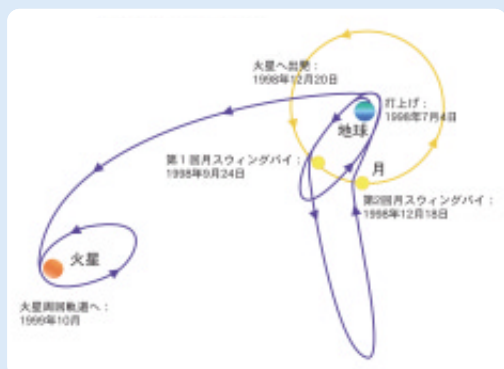 火星へ出発：
1998年12月20日
打上げ：
1998年7月4日
地球
第1回月スウィングバイ：
1998年9月24日
月
第2回月スウィングバイ：
1998年12月18日
火星
火星周回軌道へ：
1999年10月